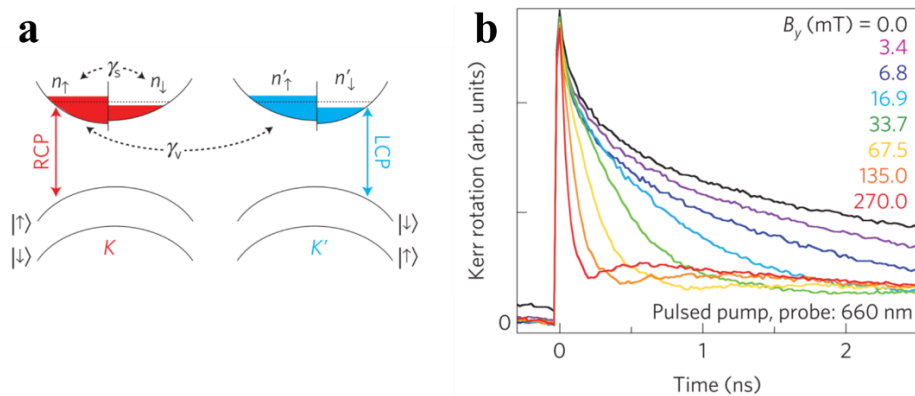 a
n↑
γs
n↓
n′↑
n′↓
γv
RCP
LCP
|↑⟩
|↓⟩
K
K′
|↓⟩
|↑⟩
b
Kerr rotation (arb. units)
0
By (mT) = 0.0
3.4
6.8
16.9
33.7
67.5
135.0
270.0
Pulsed pump, probe: 660 nm
0
1
2
Time (ns)